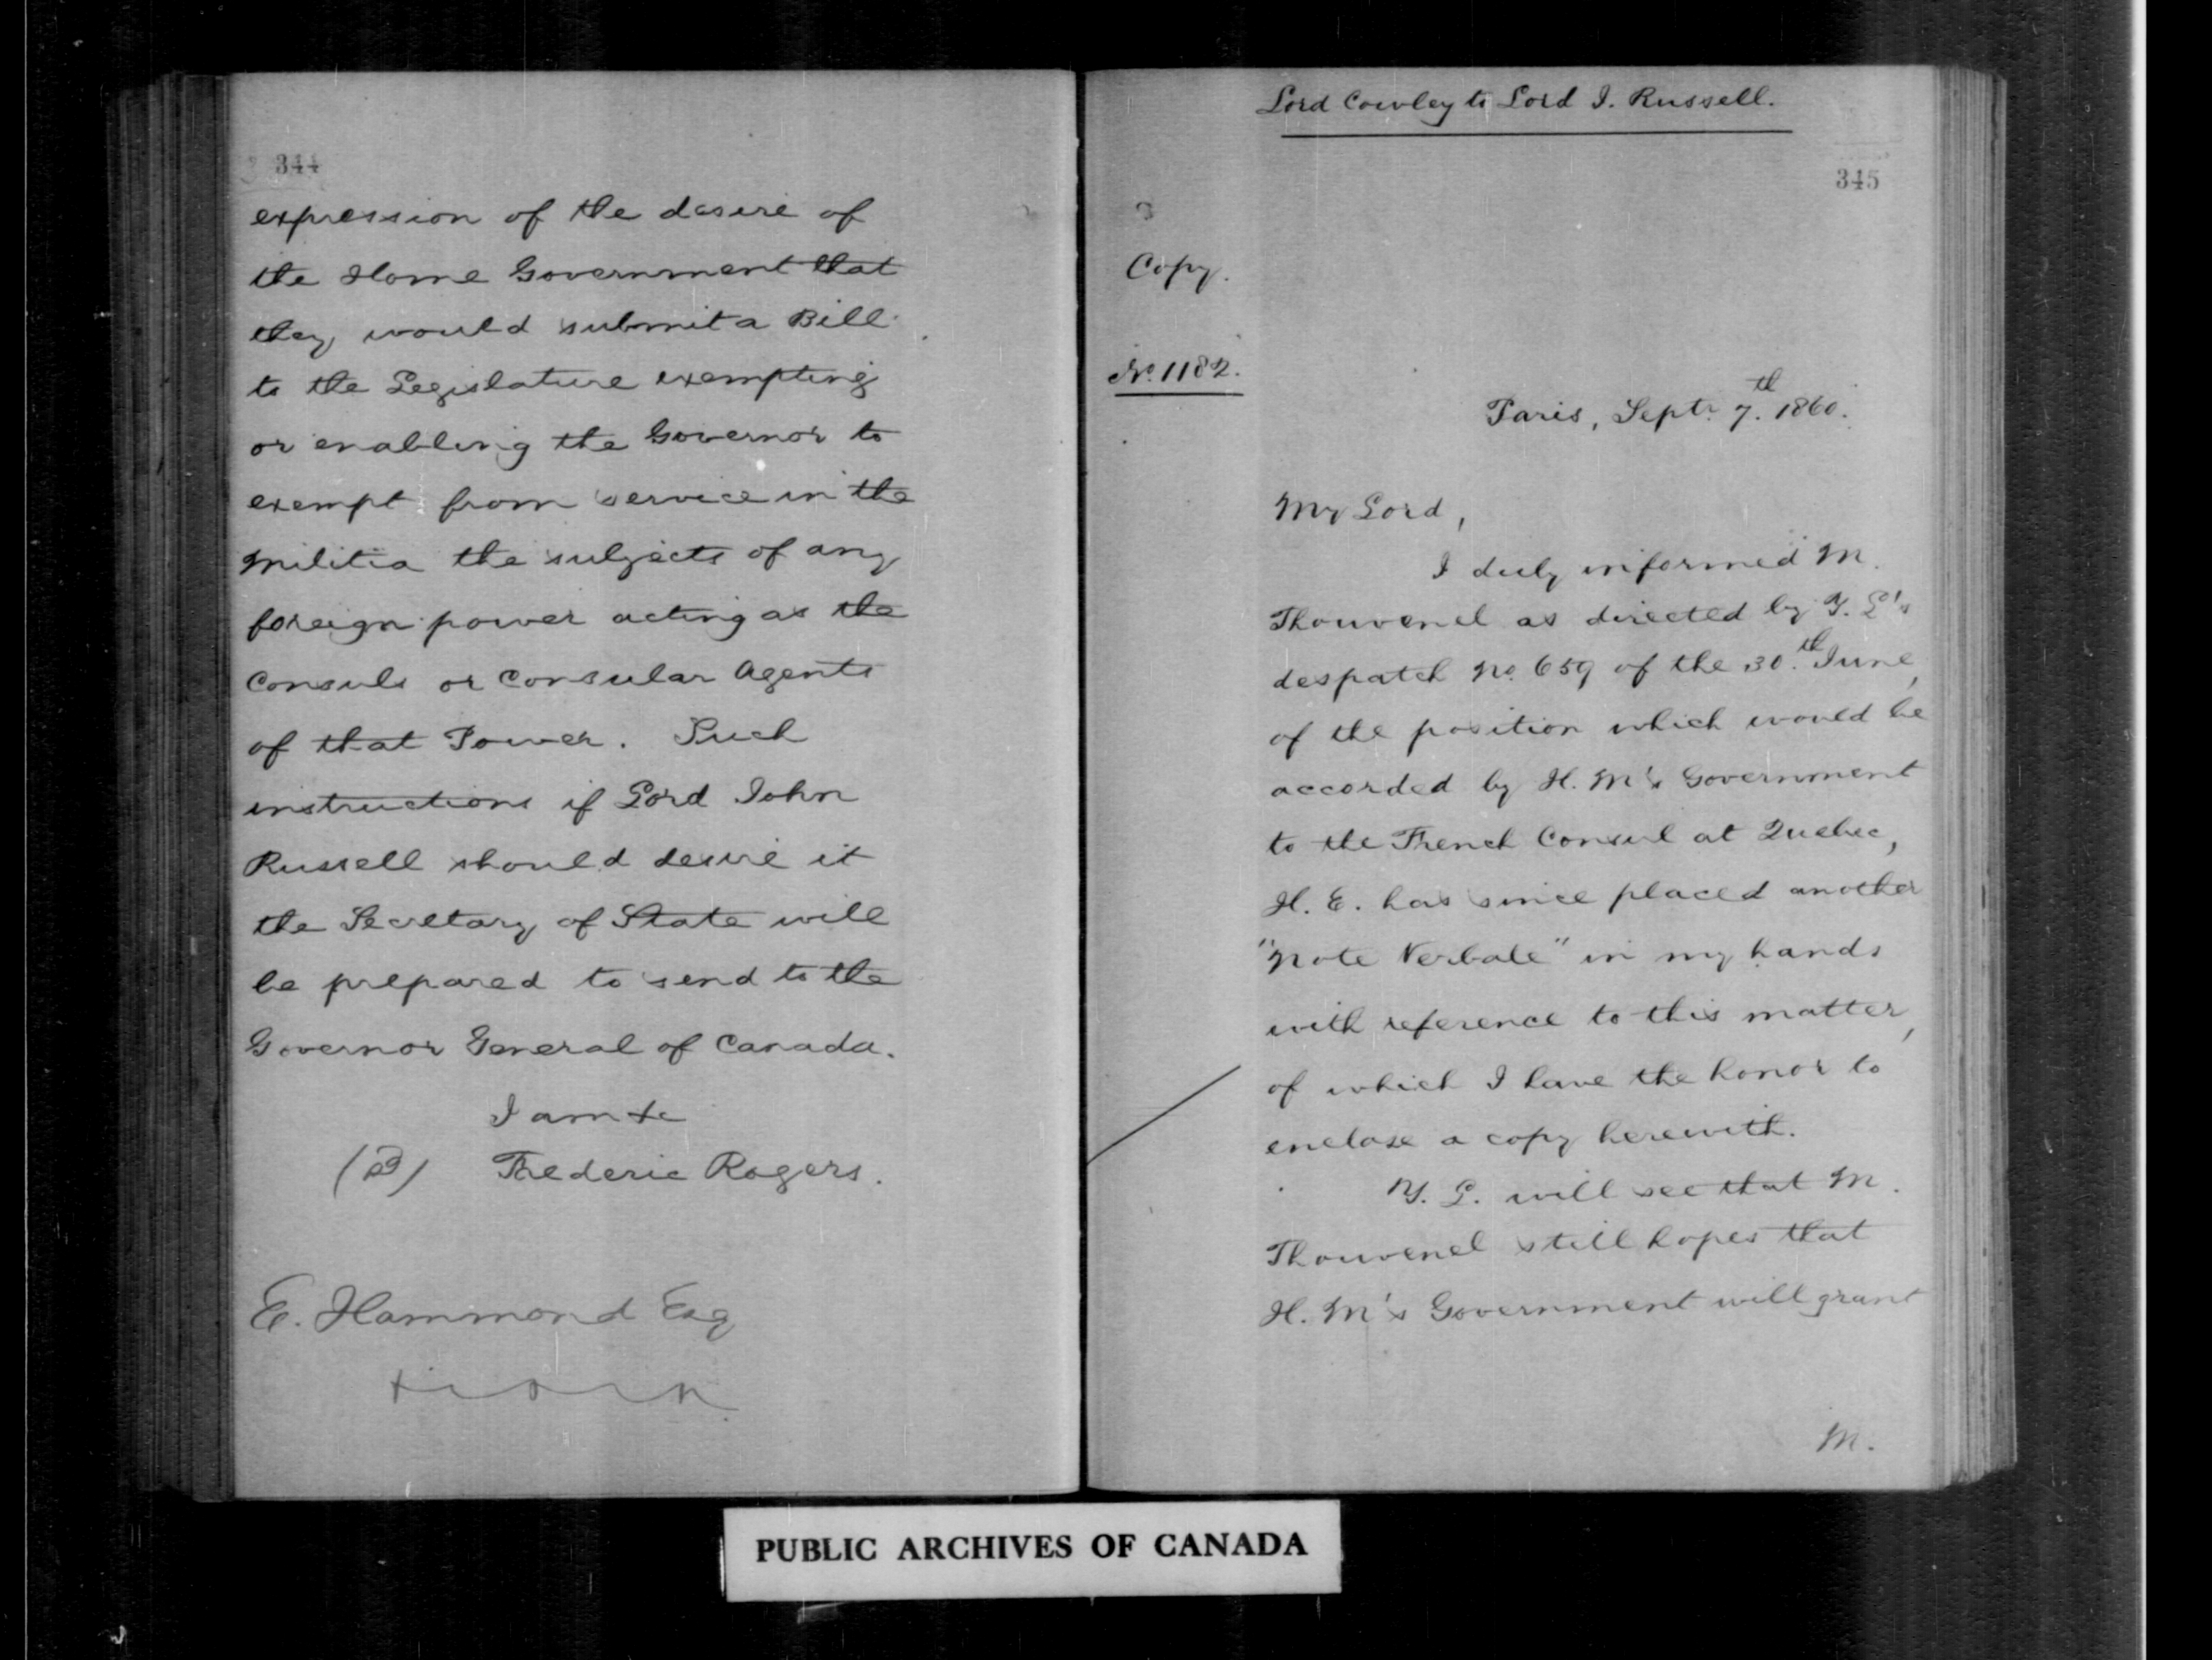 344
expression of the desire of
the Home Government that
they would submit a Bill
to the Legislature exempting
or enabling the Governor to
exempt from service in the
Militia the subjects of any
foreign power acting as the
Consuls or Consular Agents
of that Power. Such
instructions if Lord John
Russell should desire it
the Secretary of State will
be prepared to send to the
Governor General of Canada.
I am &c
Frederic Rogers.
E. Hammond Esq
Lord Cowley to Lord J. Russell.
345
Copy.
No. 1182.
Paris, Septr. 7th. 1860.
My Lord,
I duly informed M.
Thouvenel as directed by Y. L's
despatch No. 659 of the 30th. June,
of the position which would be
accorded by H. M's Government
to the French Consul at Quebec,
H. E. has since placed another
"Note Verbale" in my hands
with reference to this matter,
of which I have the honor to
enclose a copy herewith.
Y. L. will see that M.
Thouvenel still hopes that
H. M's Government will grant
M.
PUBLIC ARCHIVES OF CANADA